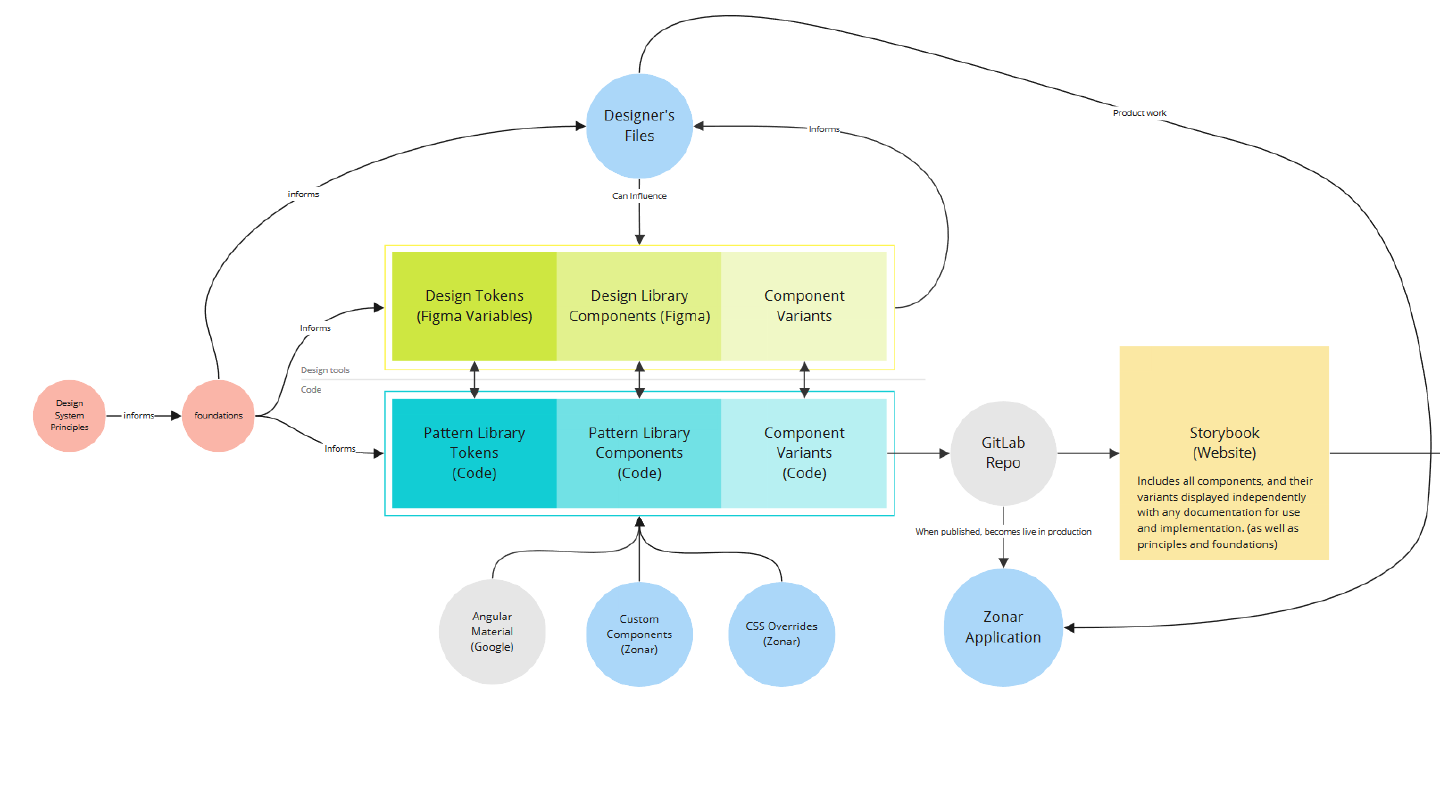 Product work
Designer's
Files
Informs
informs
Can Influence
Design Tokens
(Figma Variables)
Design Library
Components (Figma)
Component
Variants
Informs
Design tools
Code
Design
System
Principles
informs
foundations
Informs
Pattern Library
Tokens
(Code)
Pattern Library
Components
(Code)
Component
Variants
(Code)
GitLab
Repo
Storybook
(Website)
Includes all components, and their
variants displayed independently
with any documentation for use
and implementation. (as well as
principles and foundations)
When published, becomes live in production
Angular
Material
(Google)
Custom
Components
(Zonar)
CSS Overrides
(Zonar)
Zonar
Application